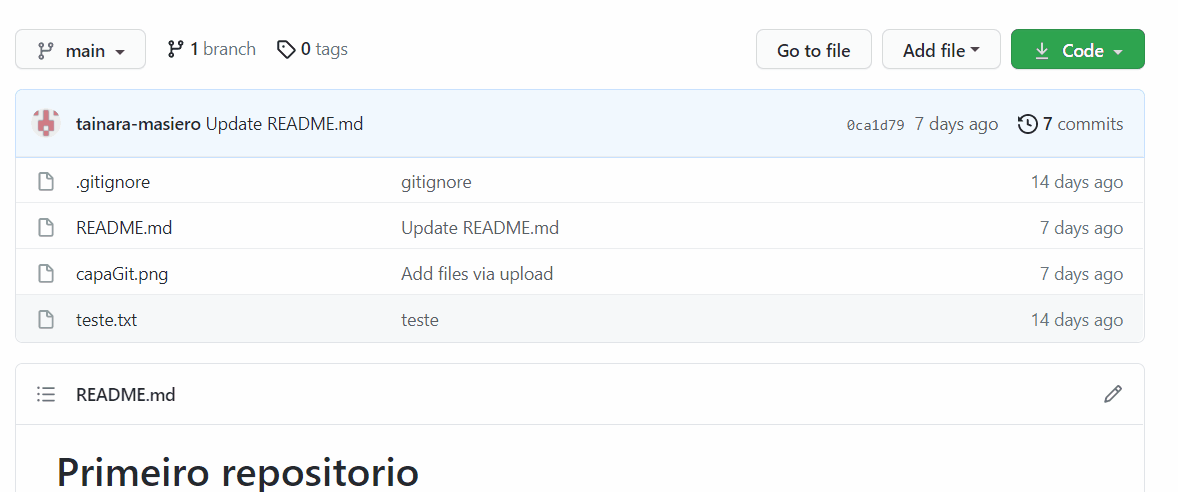 main 1 branch 0 tags Go to file Add file Code
tainara-masiero Update README.md 0ca1d79 7 days ago 7 commits
.gitignore gitignore 14 days ago
README.md Update README.md 7 days ago
capaGit.png Add files via upload 7 days ago
teste.txt teste 14 days ago
README.md
Primeiro repositorio